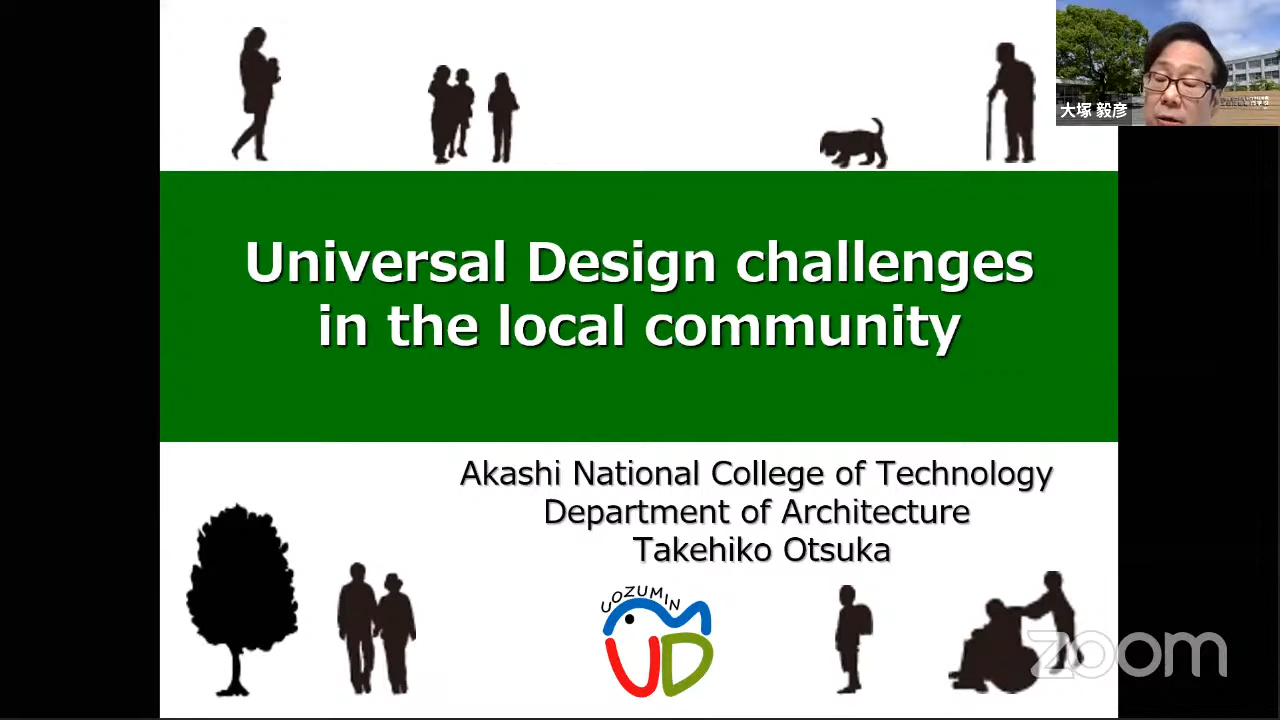 大塚 毅彦
Universal Design challenges
in the local community
Akashi National College of Technology
Department of Architecture
Takehiko Otsuka
UOZUMIN
UD
zoom